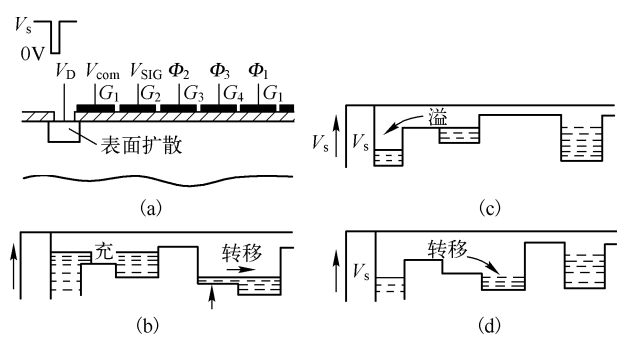 Vs
0V
VD Vcom VSIG Φ2 Φ3 Φ1
G1 G2 G3 G4 G1
表面扩散
(a)
Vs Vs 溢
(c)
充 转移
(b)
Vs 转移
(d)